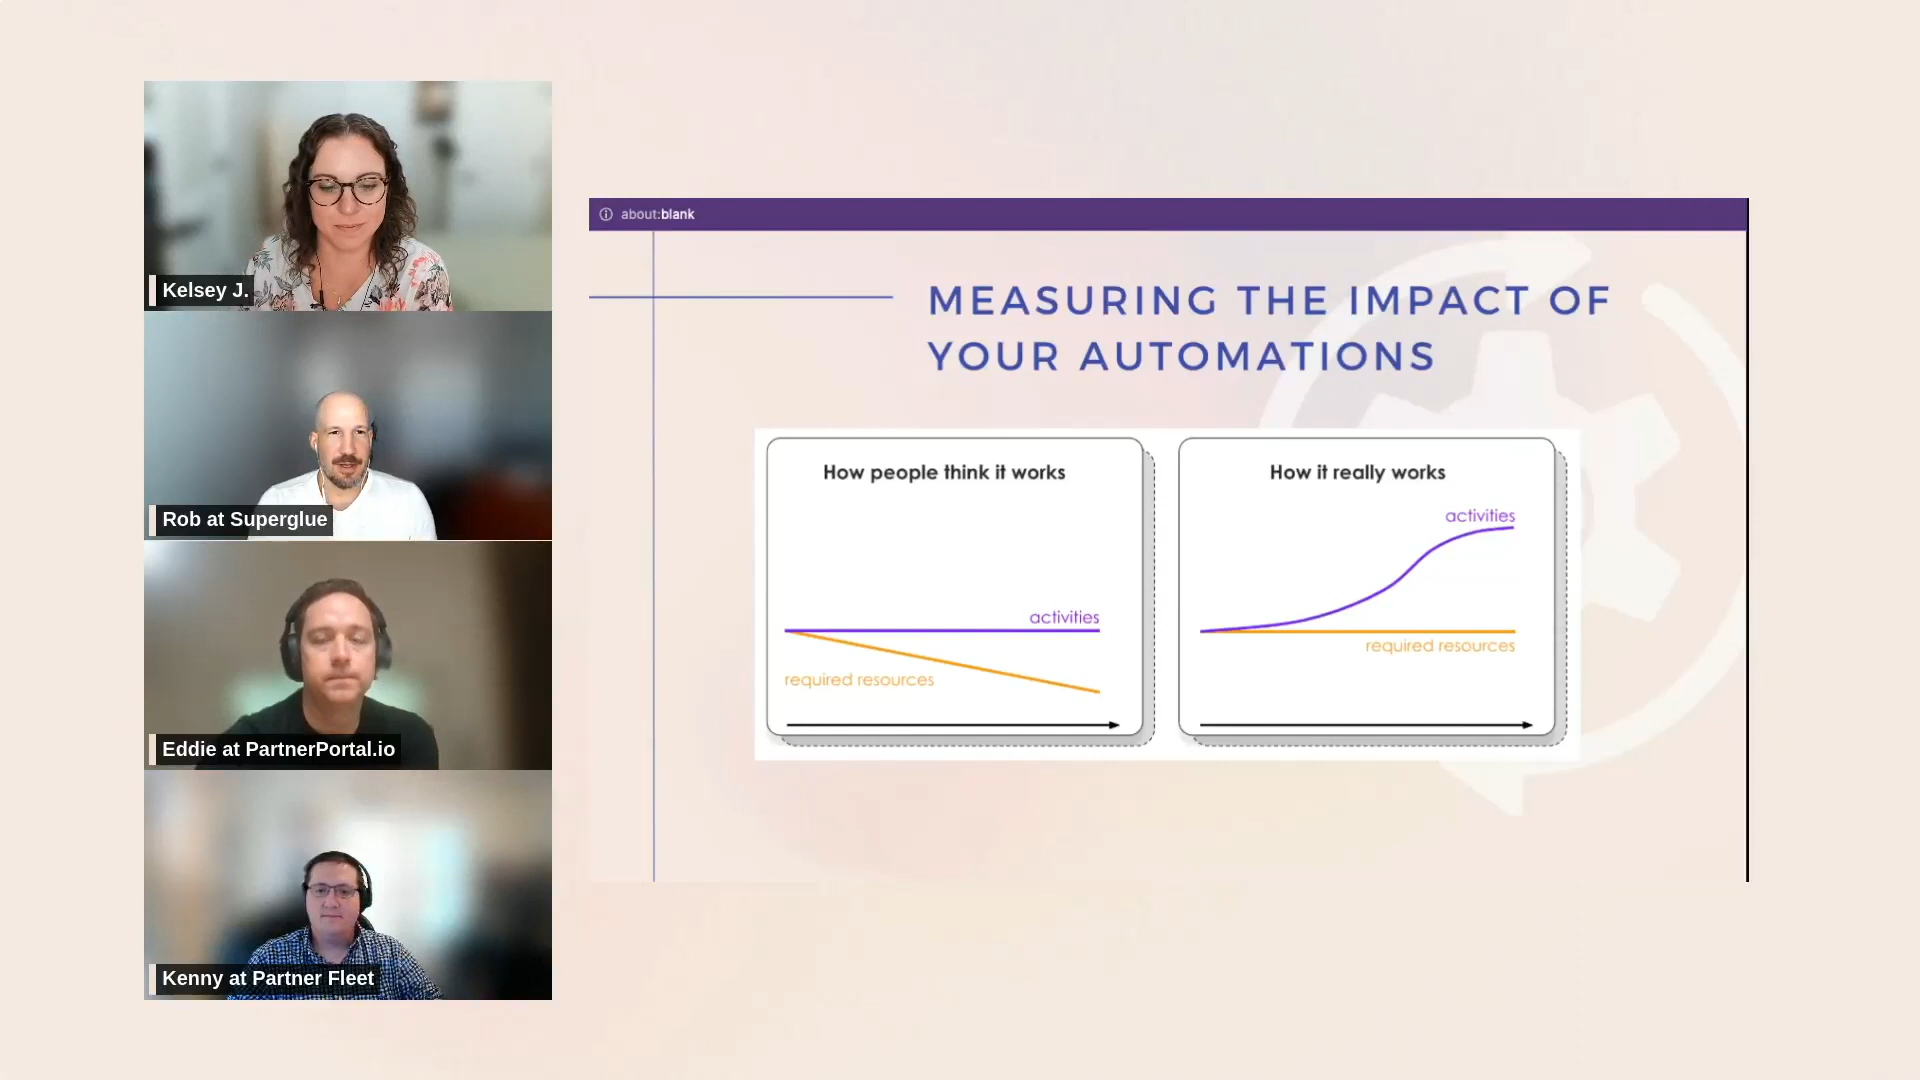 Kelsey J.
Rob at Superglue
Eddie at PartnerPortal.io
Kenny at Partner Fleet
about:blank
MEASURING THE IMPACT OF
YOUR AUTOMATIONS
How people think it works
activities
required resources
How it really works
activities
required resources